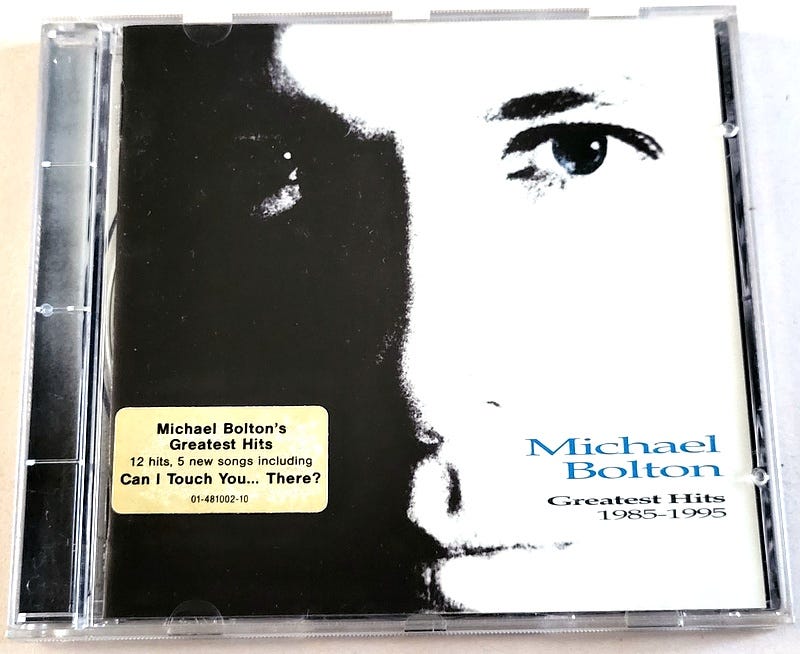 Michael Bolton's
Greatest Hits
12 hits, 5 new songs including
Can I Touch You... There?
01-481002-10
Michael
Bolton
Greatest Hits
1985-1995